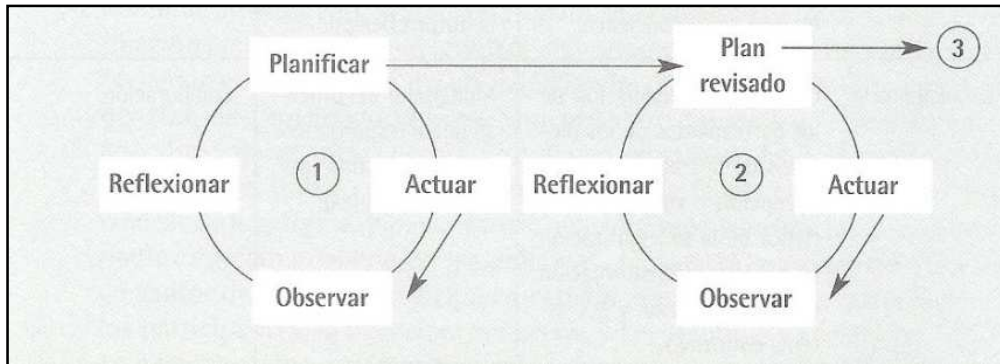 Planificar
Plan
revisado
3
Reflexionar
1
Actuar
Reflexionar
2
Actuar
Observar
Observar